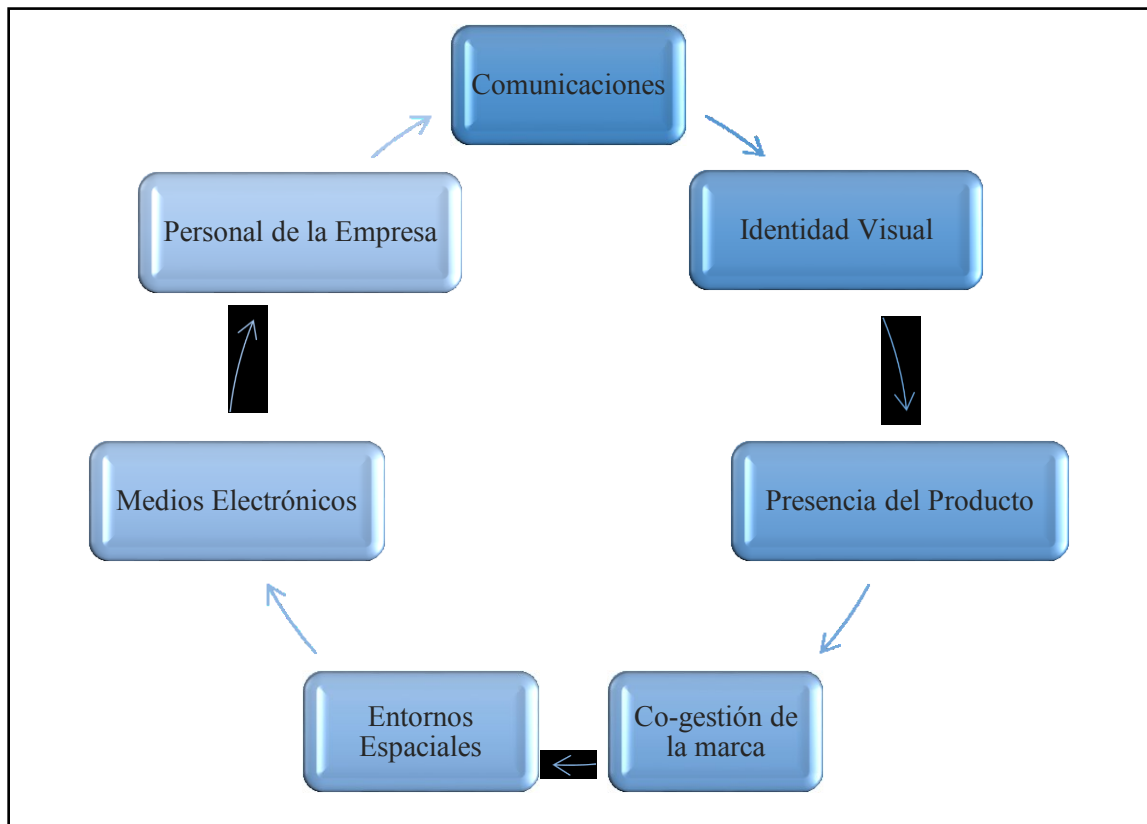 Comunicaciones
Identidad Visual
Presencia del Producto
Co-gestión de
la marca
Entornos
Espaciales
Medios Electrónicos
Personal de la Empresa